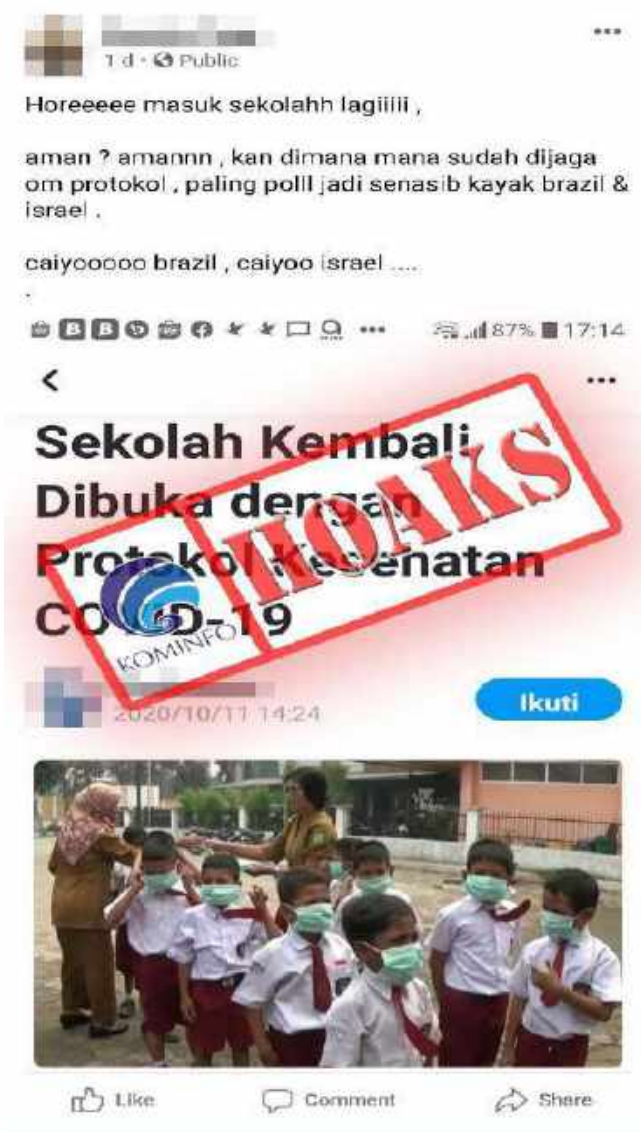 1 d · Public
Horeeeee masuk sekolahh lagiiiii ,
aman ? amannn , kan dimana mana sudah dijaga
om protokol , paling polll jadi senasib kayak brazil &
israel .
caiyooooo brazil , caiyoo israel ....
.
87% 17:14
Sekolah Kembali
Dibuka dengan
Protokol Kesehatan
COVID-19
HOAKS
KOMINFO
2020/10/11 14:24
Ikuti
Like Comment Share